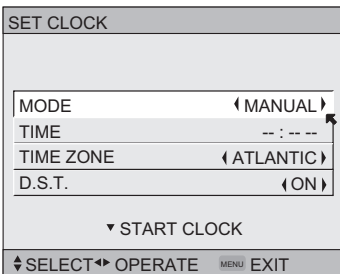 SET CLOCK
MODE MANUAL
TIME -- : -- --
TIME ZONE ATLANTIC
D.S.T. ON
START CLOCK
SELECT OPERATE MENU EXIT